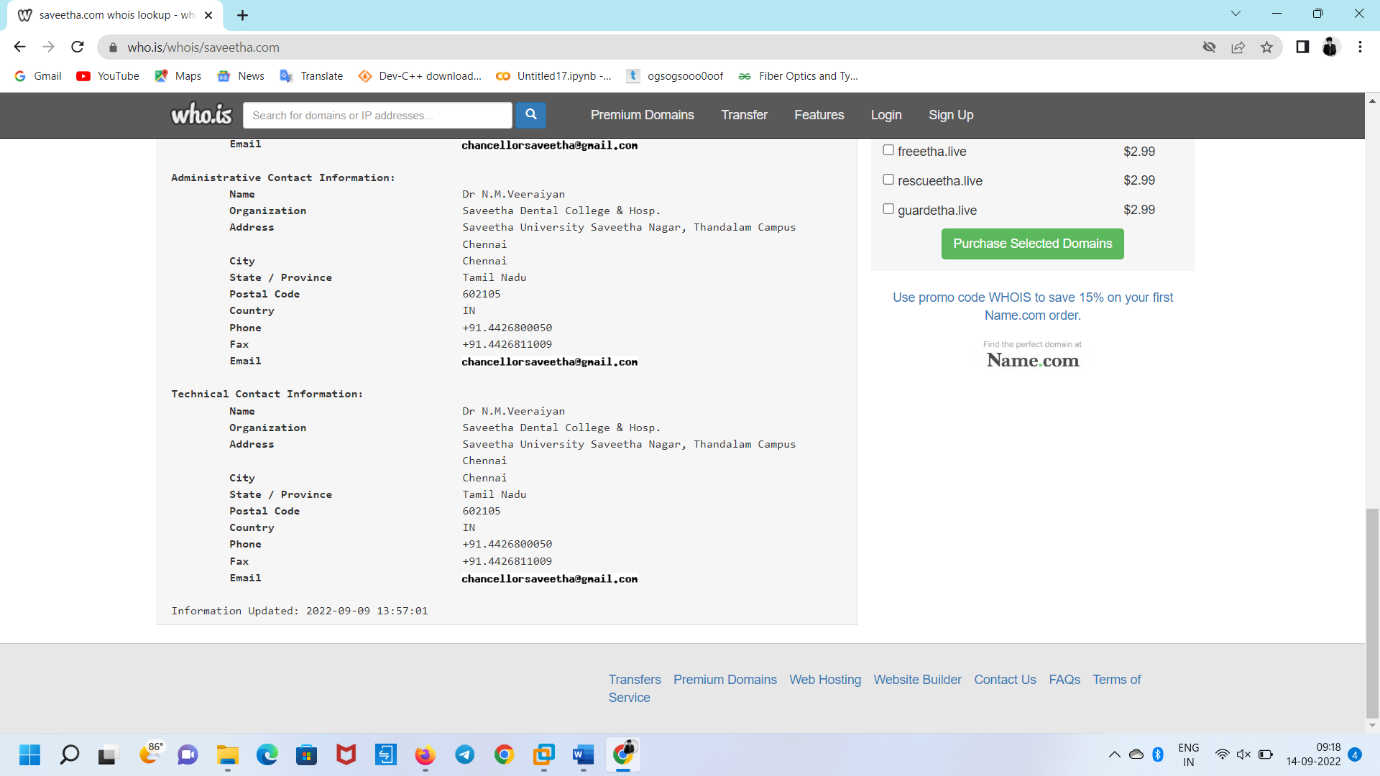 saveetha.com whois lookup - wh
who.is/whois/saveetha.com
Gmail YouTube Maps News Translate Dev-C++ download... Untitled17.ipynb -... ogsogsooo0oof Fiber Optics and Ty...
who.is Search for domains or IP addresses... Premium Domains Transfer Features Login Sign Up
Email chancellorsaveetha@gmail.com
Administrative Contact Information:
Name Dr N.M.Veeraiyan
Organization Saveetha Dental College & Hosp.
Address Saveetha University Saveetha Nagar, Thandalam Campus
Chennai
City Chennai
State / Province Tamil Nadu
Postal Code 602105
Country IN
Phone +91.4426800050
Fax +91.4426811009
Email chancellorsaveetha@gmail.com
Technical Contact Information:
Name Dr N.M.Veeraiyan
Organization Saveetha Dental College & Hosp.
Address Saveetha University Saveetha Nagar, Thandalam Campus
Chennai
City Chennai
State / Province Tamil Nadu
Postal Code 602105
Country IN
Phone +91.4426800050
Fax +91.4426811009
Email chancellorsaveetha@gmail.com
Information Updated: 2022-09-09 13:57:01
freeetha.live $2.99
rescueetha.live $2.99
guardetha.live $2.99
Purchase Selected Domains
Use promo code WHOIS to save 15% on your first
Name.com order.
Find the perfect domain at
Name.com
Transfers Premium Domains Web Hosting Website Builder Contact Us FAQs Terms of
Service
86°
ENG
IN
09:18
14-09-2022
4